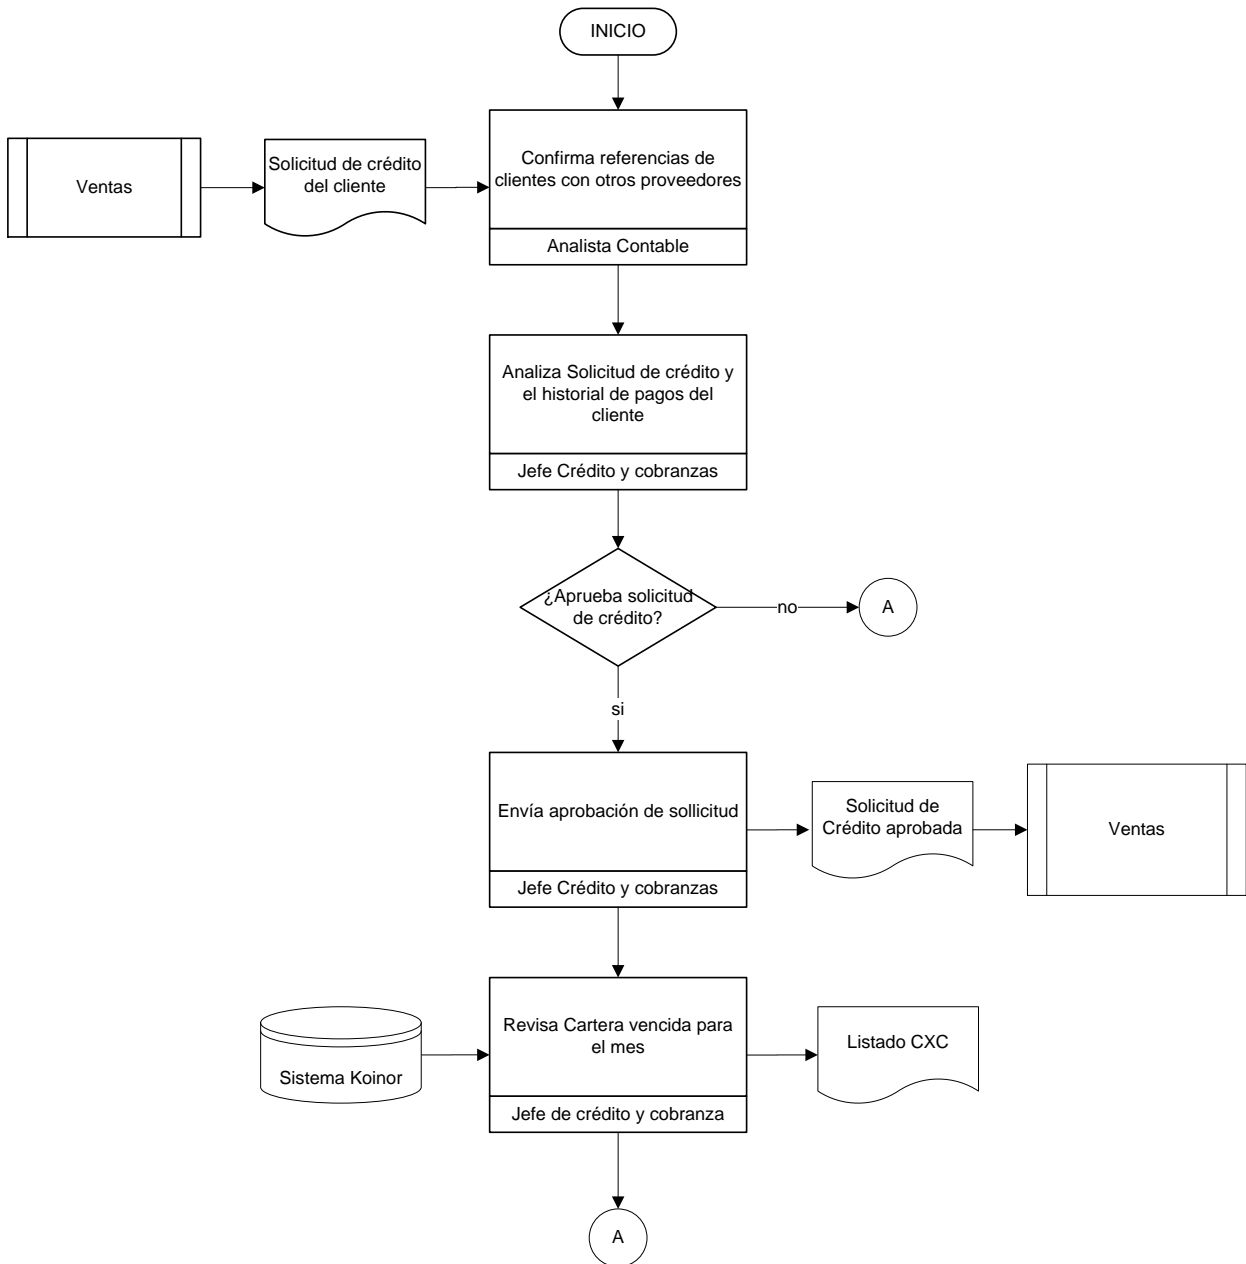 INICIO
Ventas
Solicitud de crédito
del cliente
Confirma referencias de
clientes con otros proveedores
Analista Contable
Analiza Solicitud de crédito y
el historial de pagos del
cliente
Jefe Crédito y cobranzas
¿Aprueba solicitud
de crédito?
no
A
si
Envía aprobación de sollicitud
Jefe Crédito y cobranzas
Solicitud de
Crédito aprobada
Ventas
Sistema Koinor
Revisa Cartera vencida para
el mes
Jefe de crédito y cobranza
Listado CXC
A